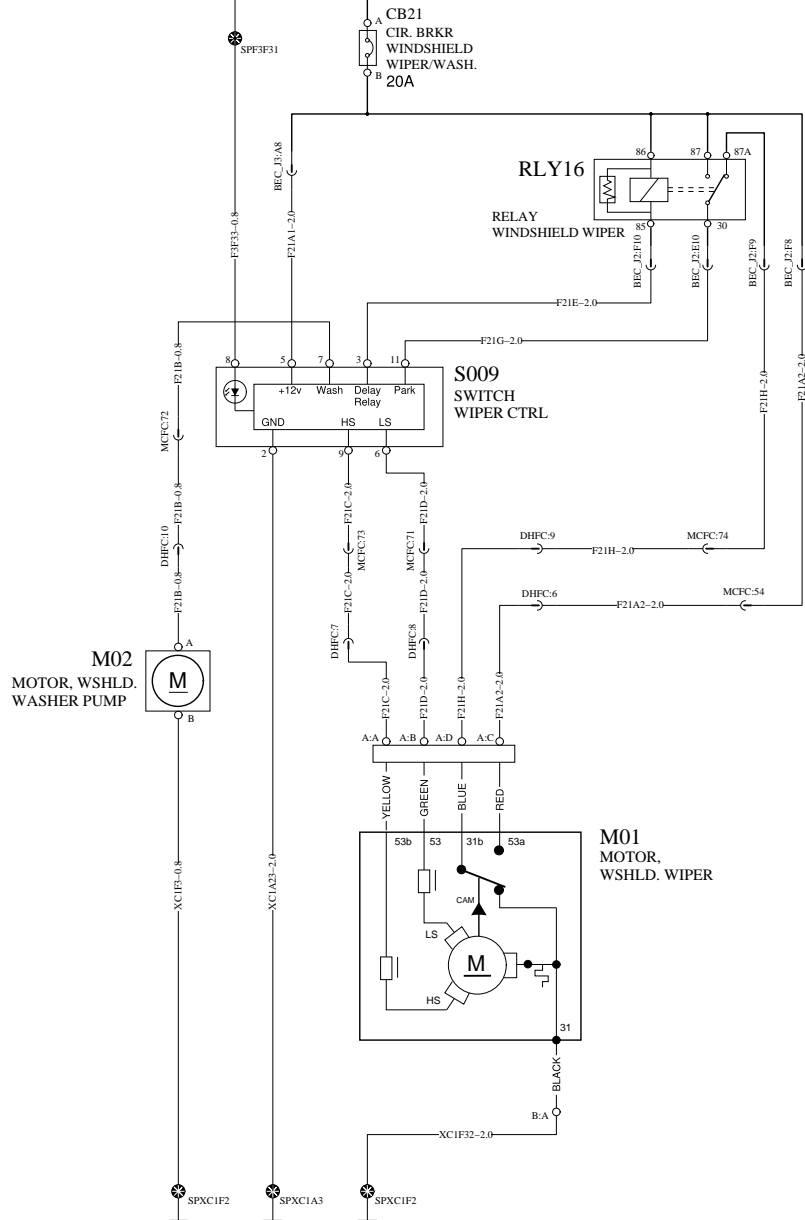 A
CB21
CIR. BRKR
WINDSHIELD
WIPER/WASH.
B
20A
SPF3F31
BEC_J3:A8
F3F33-0.8
F21A1-2.0
86
87
87A
RLY16
RELAY
WINDSHIELD WIPER
85
30
BEC_J2:F10
BEC_J2:E10
BEC_J2:F9
BEC_J2:F8
F21E-2.0
F21G-2.0
F21B-0.8
F21H-2.0
F21A2-2.0
8
5
7
3
11
+12v
Wash
Delay
Relay
Park
GND
HS
LS
2
9
6
S009
SWITCH
WIPER CTRL
MCFC:72
F21B-0.8
DHFC:10
F21B-0.8
F21C-2.0
MCFC:73
F21C-2.0
DHFC:7
F21C-2.0
F21D-2.0
MCFC:71
F21D-2.0
DHFC:8
F21D-2.0
DHFC:9
F21H-2.0
MCFC:74
DHFC:6
F21A2-2.0
MCFC:54
F21H-2.0
F21A2-2.0
A
M02
MOTOR, WSHLD.
WASHER PUMP
M
B
A:A
A:B
A:D
A:C
YELLOW
GREEN
BLUE
RED
53b
53
31b
53a
M01
MOTOR,
WSHLD. WIPER
CAM
LS
M
HS
31
BLACK
B:A
XC1F3-0.8
XC1A23-2.0
XC1F32-2.0
SPXC1F2
SPXC1A3
SPXC1F2